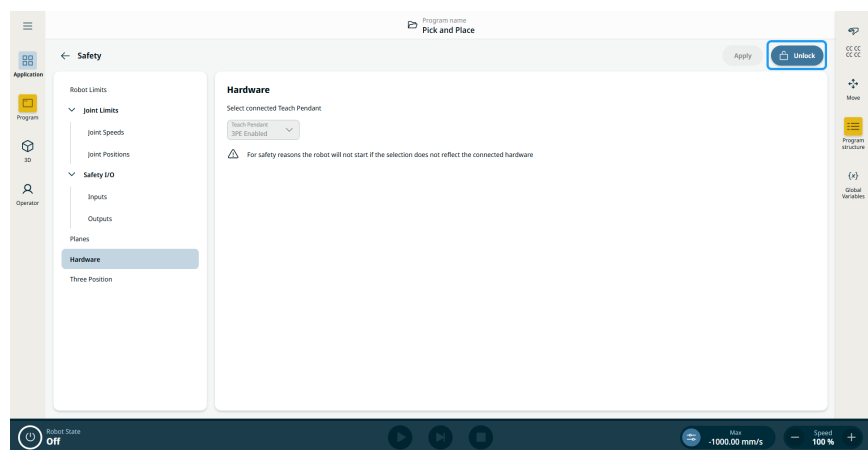 Program name
Pick and Place
Safety
Apply
Unlock
Application
Program
3D
Operator
Robot Limits
Joint Limits
Joint Speeds
Joint Positions
Safety I/O
Inputs
Outputs
Planes
Hardware
Three Position
Hardware
Select connected Teach Pendant
Teach Pendant
3PE Enabled
For safety reasons the robot will not start if the selection does not reflect the connected hardware
CC CC
CC CC
Move
Program
structure
{x}
Global
Variables
Robot State
Off
Max
-1000.00 mm/s
Speed
100 %